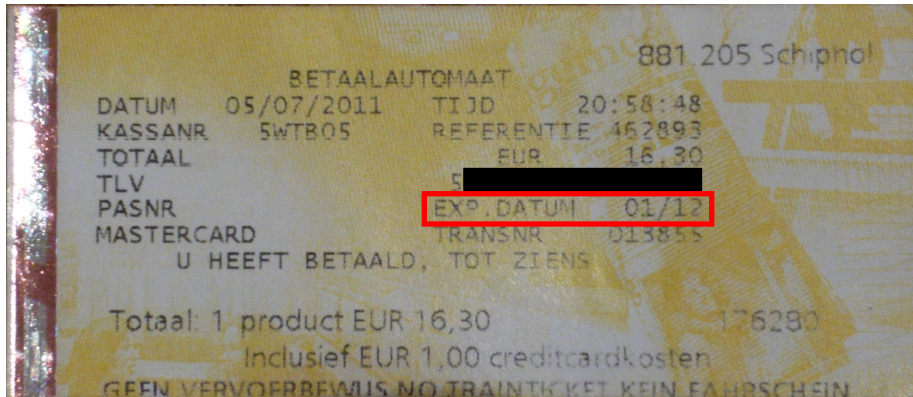 881.205 Schiphol
BETAALAUTOMAAT
DATUM 05/07/2011 TIJD 20:58:48
KASSANR 5WTB05 REFERENTIE 462893
TOTAAL EUR 16,30
TLV 5
PASNR EXP.DATUM 01/12
MASTERCARD TRANSNR 013855
U HEEFT BETAALD, TOT ZIENS
Totaal: 1 product EUR 16,30 176280
Inclusief EUR 1,00 creditcardkosten
GEEN VERVOERBEWIJS NO TRAINTICKET KEIN FAHRSCHEIN